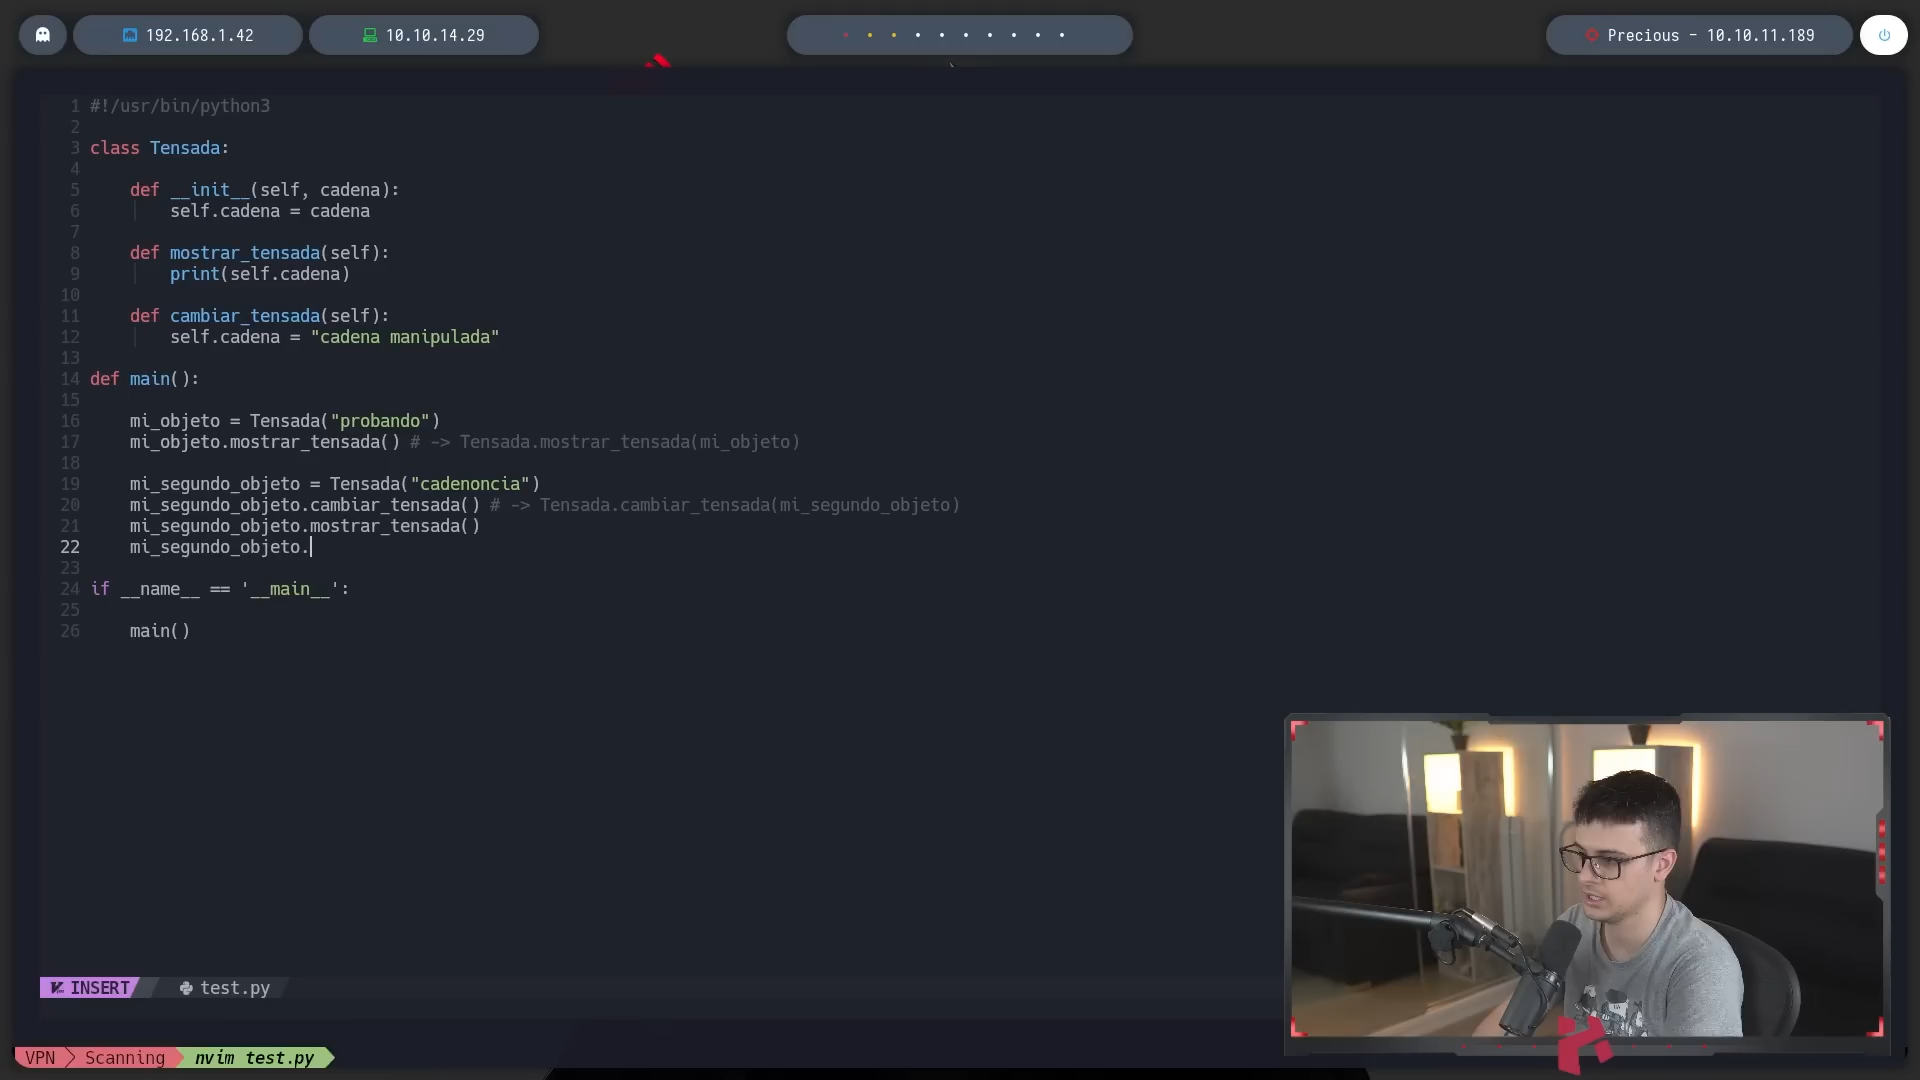 192.168.1.42 10.10.14.29 Precious - 10.10.11.189
1 #!/usr/bin/python3
2
3 class Tensada:
4
5     def __init__(self, cadena):
6         self.cadena = cadena
7
8     def mostrar_tensada(self):
9         print(self.cadena)
10
11     def cambiar_tensada(self):
12         self.cadena = "cadena manipulada"
13
14 def main():
15
16     mi_objeto = Tensada("probando")
17     mi_objeto.mostrar_tensada() # -> Tensada.mostrar_tensada(mi_objeto)
18
19     mi_segundo_objeto = Tensada("cadenoncia")
20     mi_segundo_objeto.cambiar_tensada() # -> Tensada.cambiar_tensada(mi_segundo_objeto)
21     mi_segundo_objeto.mostrar_tensada()
22     mi_segundo_objeto.
23
24 if __name__ == '__main__':
25
26     main()
INSERT test.py
VPN Scanning nvim test.py